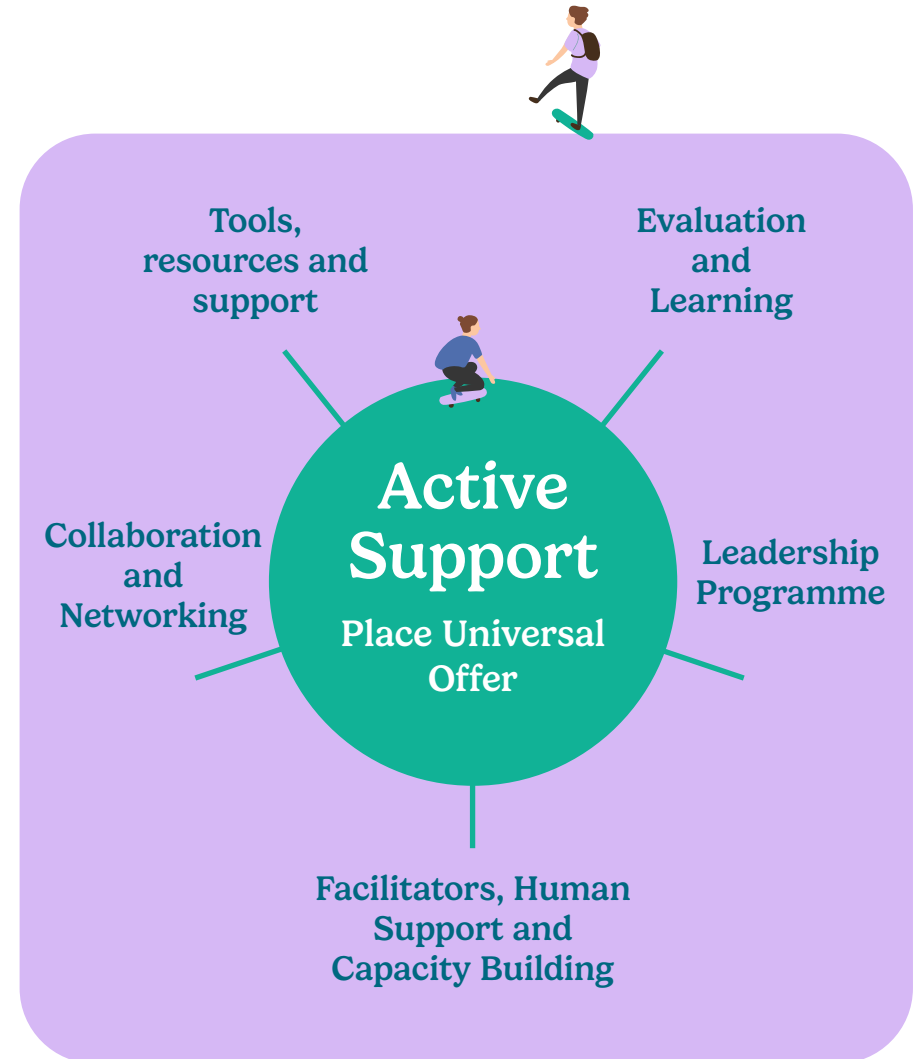 Tools,
resources and
support
Evaluation
and
Learning
Collaboration
and
Networking
Active
Support
Place Universal
Offer
Leadership
Programme
Facilitators, Human
Support and
Capacity Building